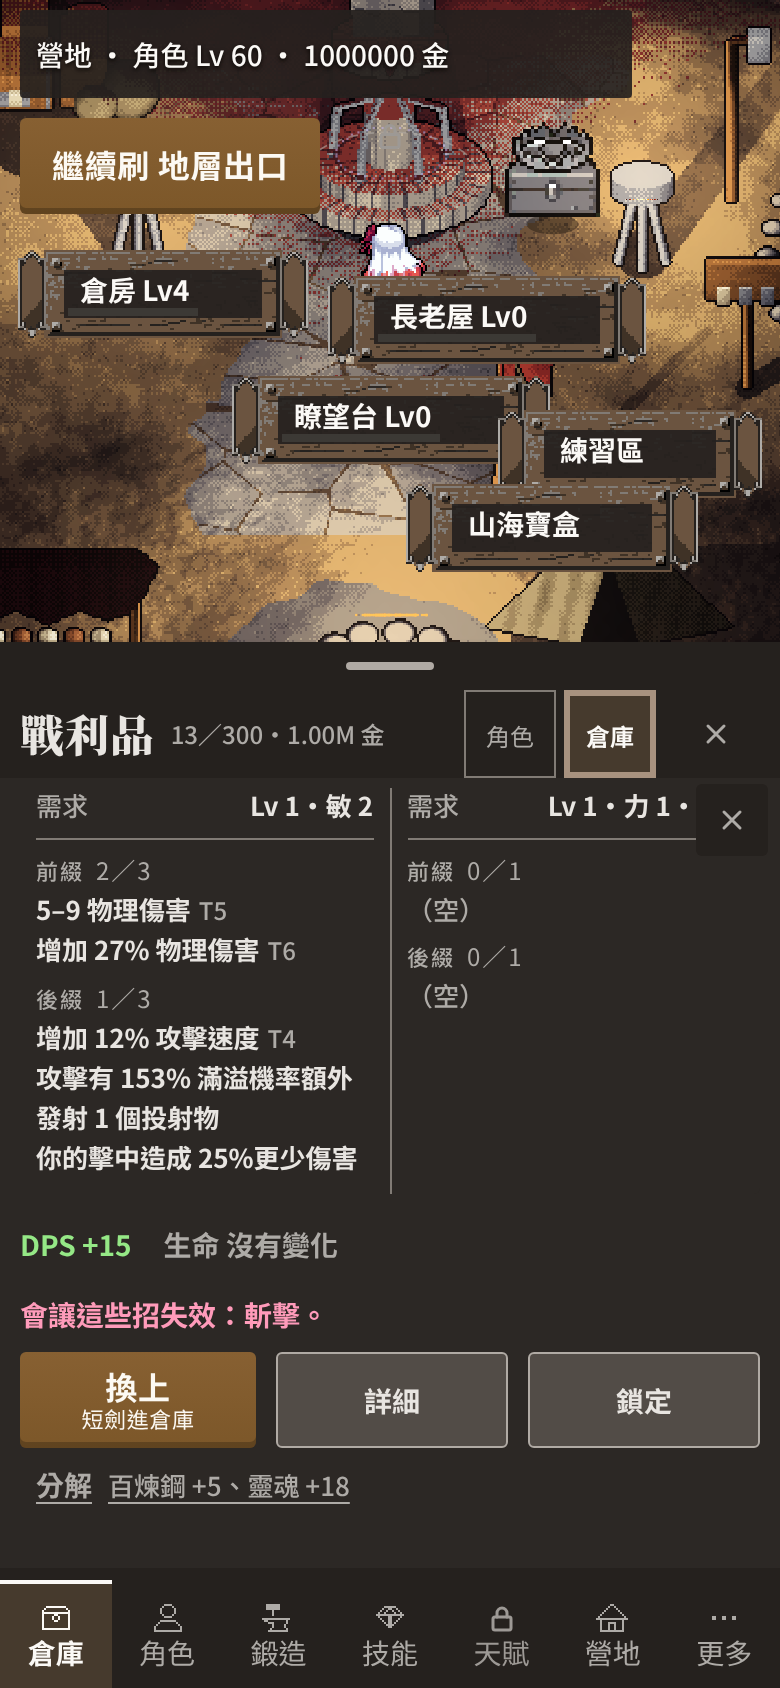 營地 · 角色 Lv 60 · 1000000 金
繼續刷 地層出口
倉房 Lv4
長老屋 Lv0
瞭望台 Lv0
練習區
山海寶盒
戰利品 13／300·1.00M 金
角色
倉庫
需求 Lv 1·敏 2
前綴 2／3
5–9 物理傷害 T5
增加 27% 物理傷害 T6
後綴 1／3
增加 12% 攻擊速度 T4
攻擊有 153% 滿溢機率額外
發射 1 個投射物
你的擊中造成 25%更少傷害
需求 Lv 1·力 1·
前綴 0／1
（空）
後綴 0／1
（空）
DPS +15 生命 沒有變化
會讓這些招失效：斬擊。
換上
短劍進倉庫
詳細
鎖定
分解 百煉鋼 +5、靈魂 +18
倉庫
角色
鍛造
技能
天賦
營地
更多